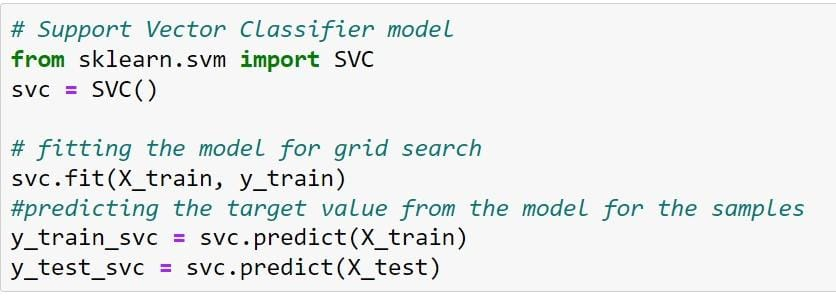 # Support Vector Classifier model
from sklearn.svm import SVC
svc = SVC()
# fitting the model for grid search
svc.fit(X_train, y_train)
#predicting the target value from the model for the samples
y_train_svc = svc.predict(X_train)
y_test_svc = svc.predict(X_test)